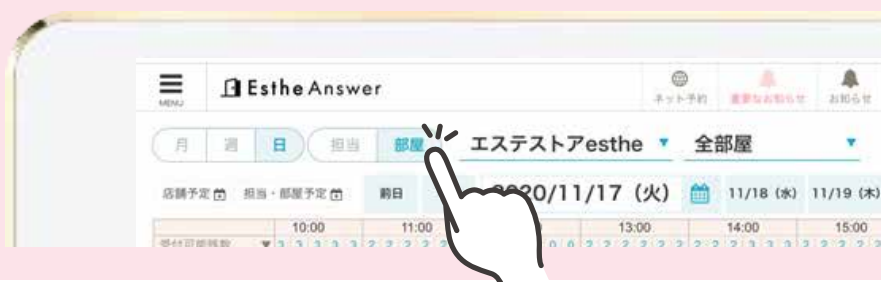 MENU
Esthe Answer
ネット予約
重要なお知らせ
お知らせ
月 週 日 担当 部屋
エステストアesthe ▼ 全部屋 ▼
店舗予定 担当・部屋予定 前日
2020/11/17（火） 11/18（水） 11/19（木）
10:00 11:00 13:00 14:00 15:00